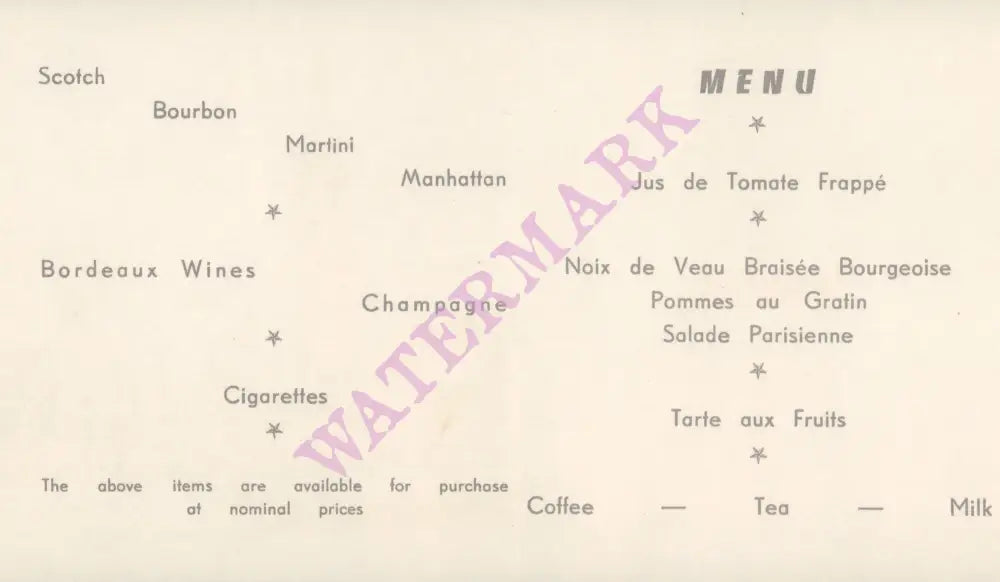 Scotch
Bourbon
Martini
Manhattan
Bordeaux Wines
Champagne
Cigarettes
The above items are available for purchase
at nominal prices
MENU
Jus de Tomate Frappé
Noix de Veau Braisée Bourgeoise
Pommes au Gratin
Salade Parisienne
Tarte aux Fruits
Coffee — Tea — Milk
WATERMARK